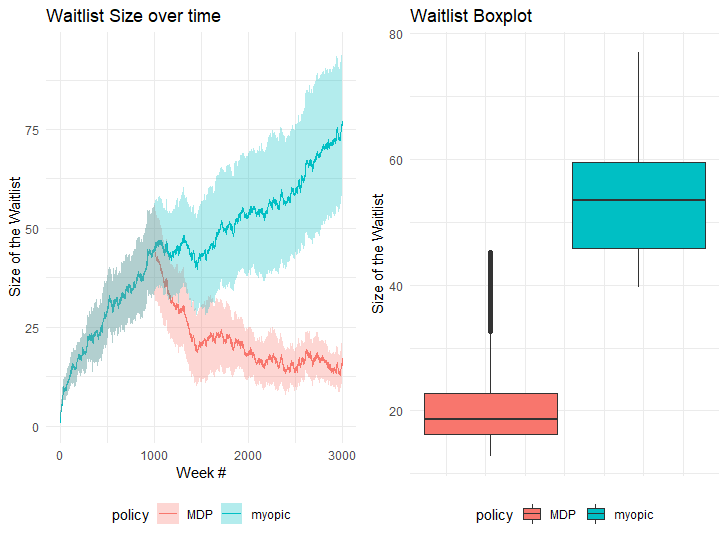 Waitlist Size over time
Size of the Waitlist
75
50
25
0
0 1000 2000 3000
Week #
policy MDP myopic
Waitlist Boxplot
Size of the Waitlist
80
60
40
20
policy MDP myopic